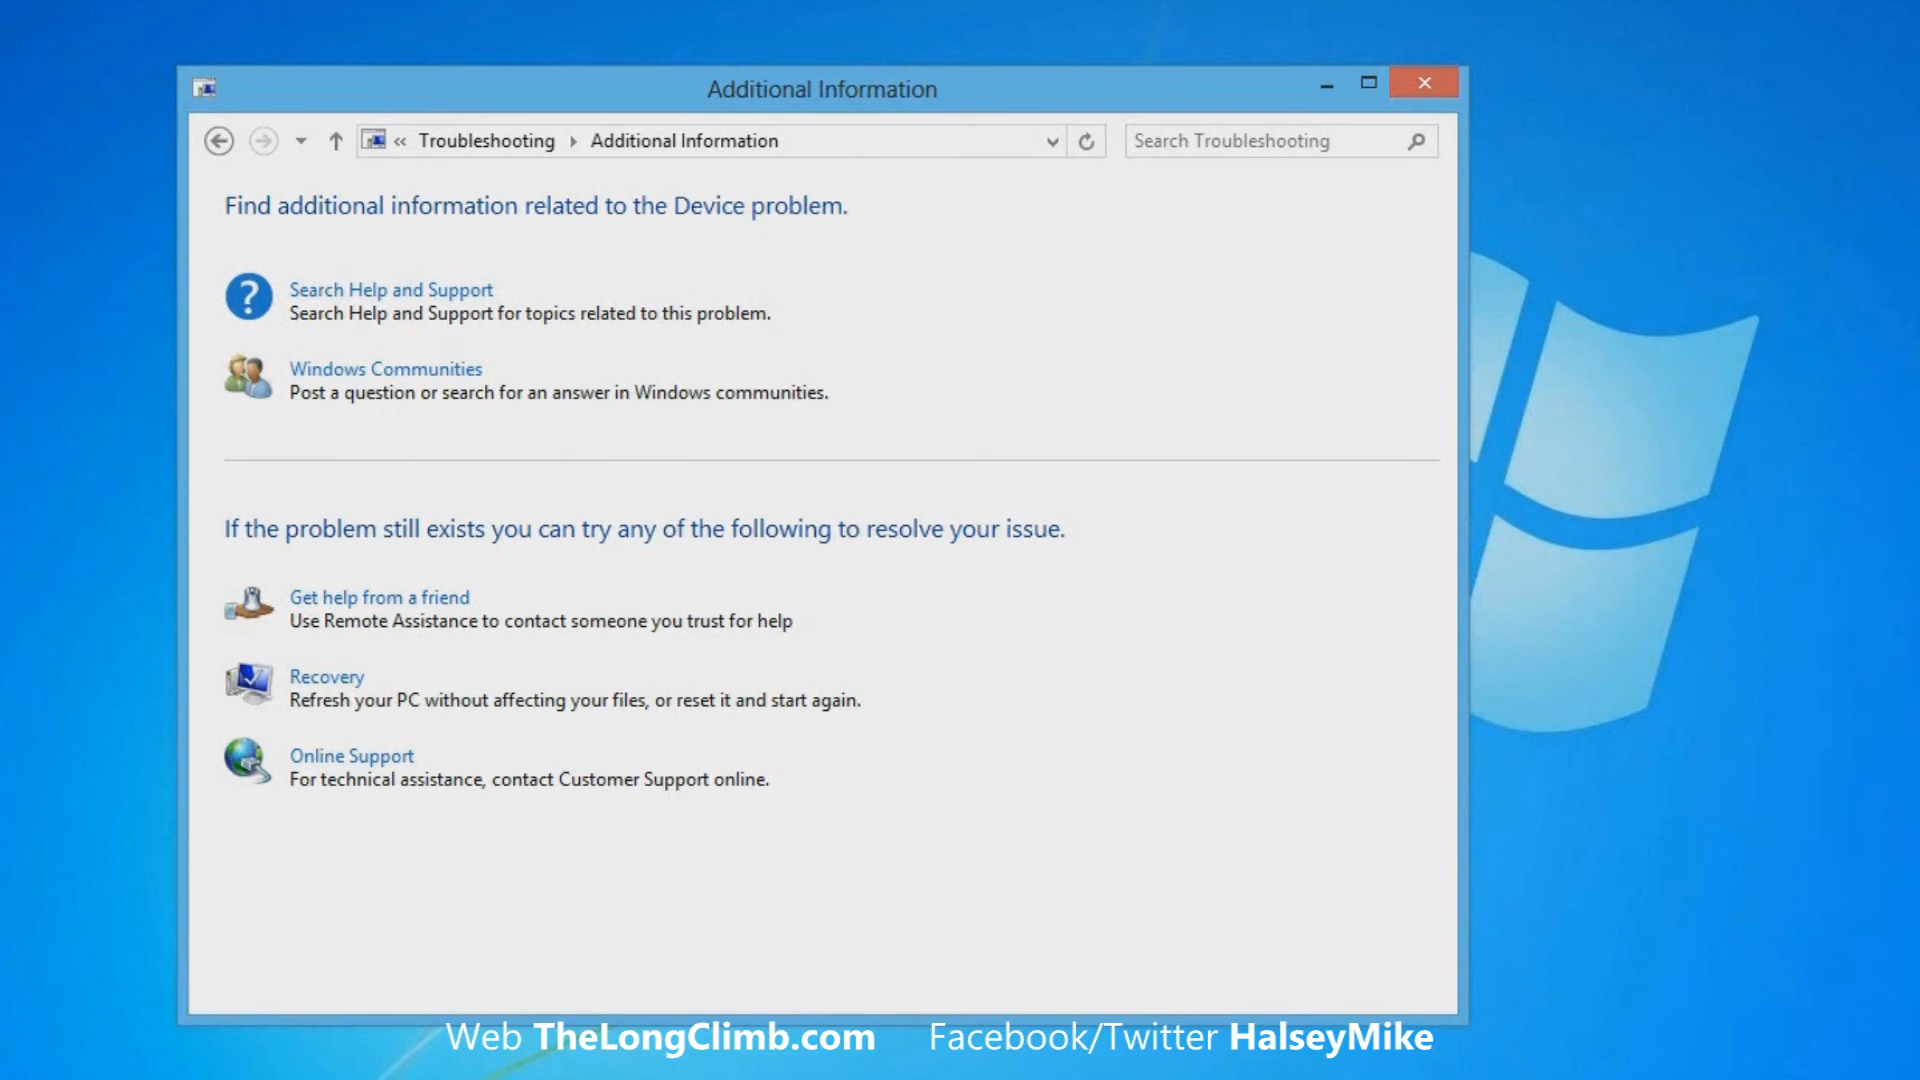 Additional Information
« Troubleshooting Additional Information
Search Troubleshooting
Find additional information related to the Device problem.
Search Help and Support
Search Help and Support for topics related to this problem.
Windows Communities
Post a question or search for an answer in Windows communities.
If the problem still exists you can try any of the following to resolve your issue.
Get help from a friend
Use Remote Assistance to contact someone you trust for help
Recovery
Refresh your PC without affecting your files, or reset it and start again.
Online Support
For technical assistance, contact Customer Support online.
Web TheLongClimb.com Facebook/Twitter HalseyMike